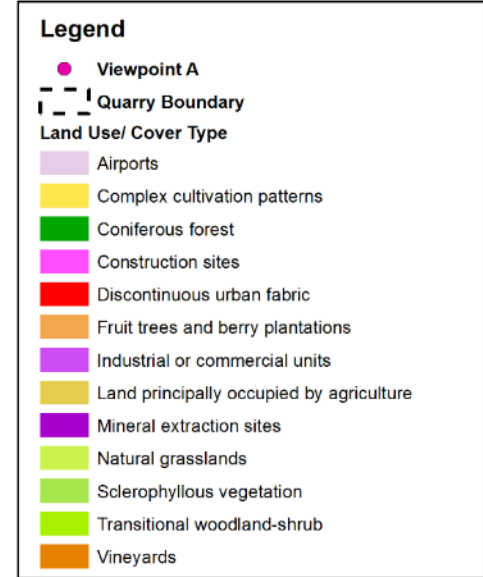 Legend
Viewpoint A
Quarry Boundary
Land Use/ Cover Type
Airports
Complex cultivation patterns
Coniferous forest
Construction sites
Discontinuous urban fabric
Fruit trees and berry plantations
Industrial or commercial units
Land principally occupied by agriculture
Mineral extraction sites
Natural grasslands
Sclerophyllous vegetation
Transitional woodland-shrub
Vineyards